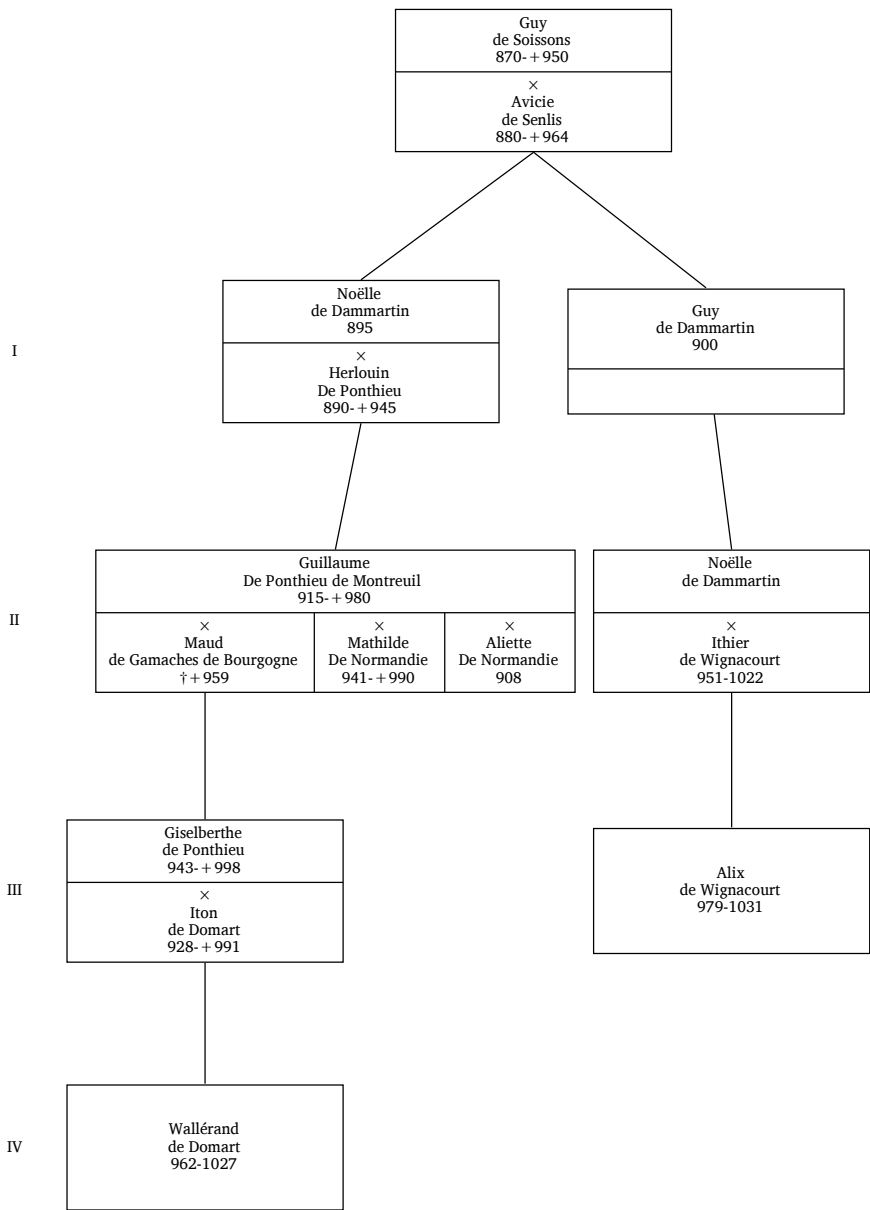 Guy
de Soissons
870-+950
×
Avicie
de Senlis
880-+964
I
Noëlle
de Dammartin
895
×
Herlouin
De Ponthieu
890-+945
Guy
de Dammartin
900
II
Guillaume
De Ponthieu de Montreuil
915-+980
×
Maud
de Gamaches de Bourgogne
†+959
×
Mathilde
De Normandie
941-+990
×
Aliette
De Normandie
908
Noëlle
de Dammartin
×
Ithier
de Wignacourt
951-1022
III
Giselberthe
de Ponthieu
943-+998
×
Iton
de Domart
928-+991
Alix
de Wignacourt
979-1031
IV
Wallérand
de Domart
962-1027